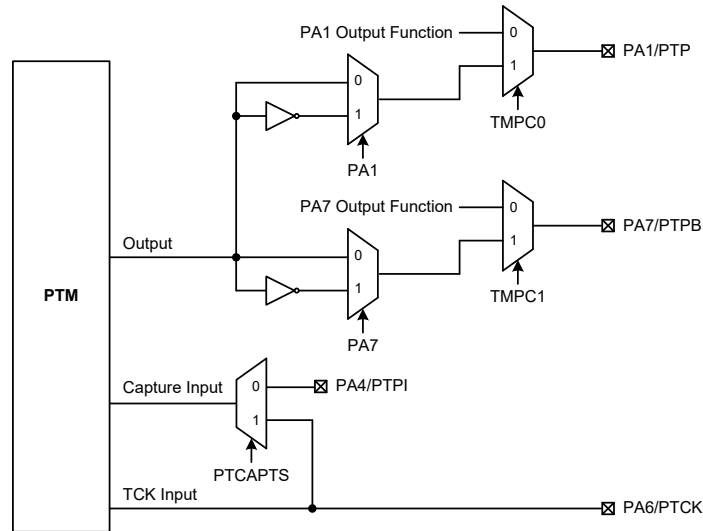 PA1 Output Function
0
1
PA1/PTP
TMPC0
0
1
PA1
PA7 Output Function
0
1
PA7/PTPB
TMPC1
Output
0
1
PA7
PTM
Capture Input
0
1
PA4/PTPI
PTCAPTS
TCK Input
PA6/PTCK